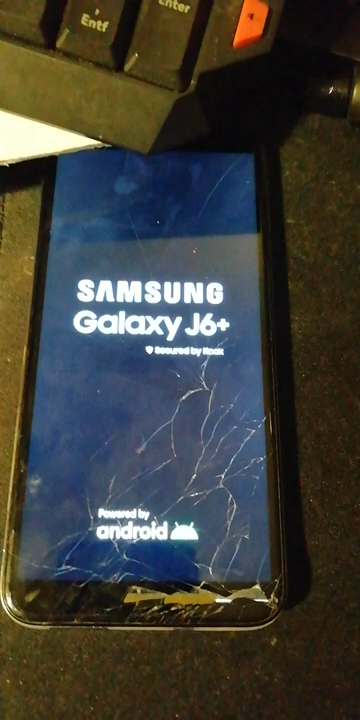 Entf
Enter
SAMSUNG
Galaxy J6+
Secured by Knox
Powered by
android